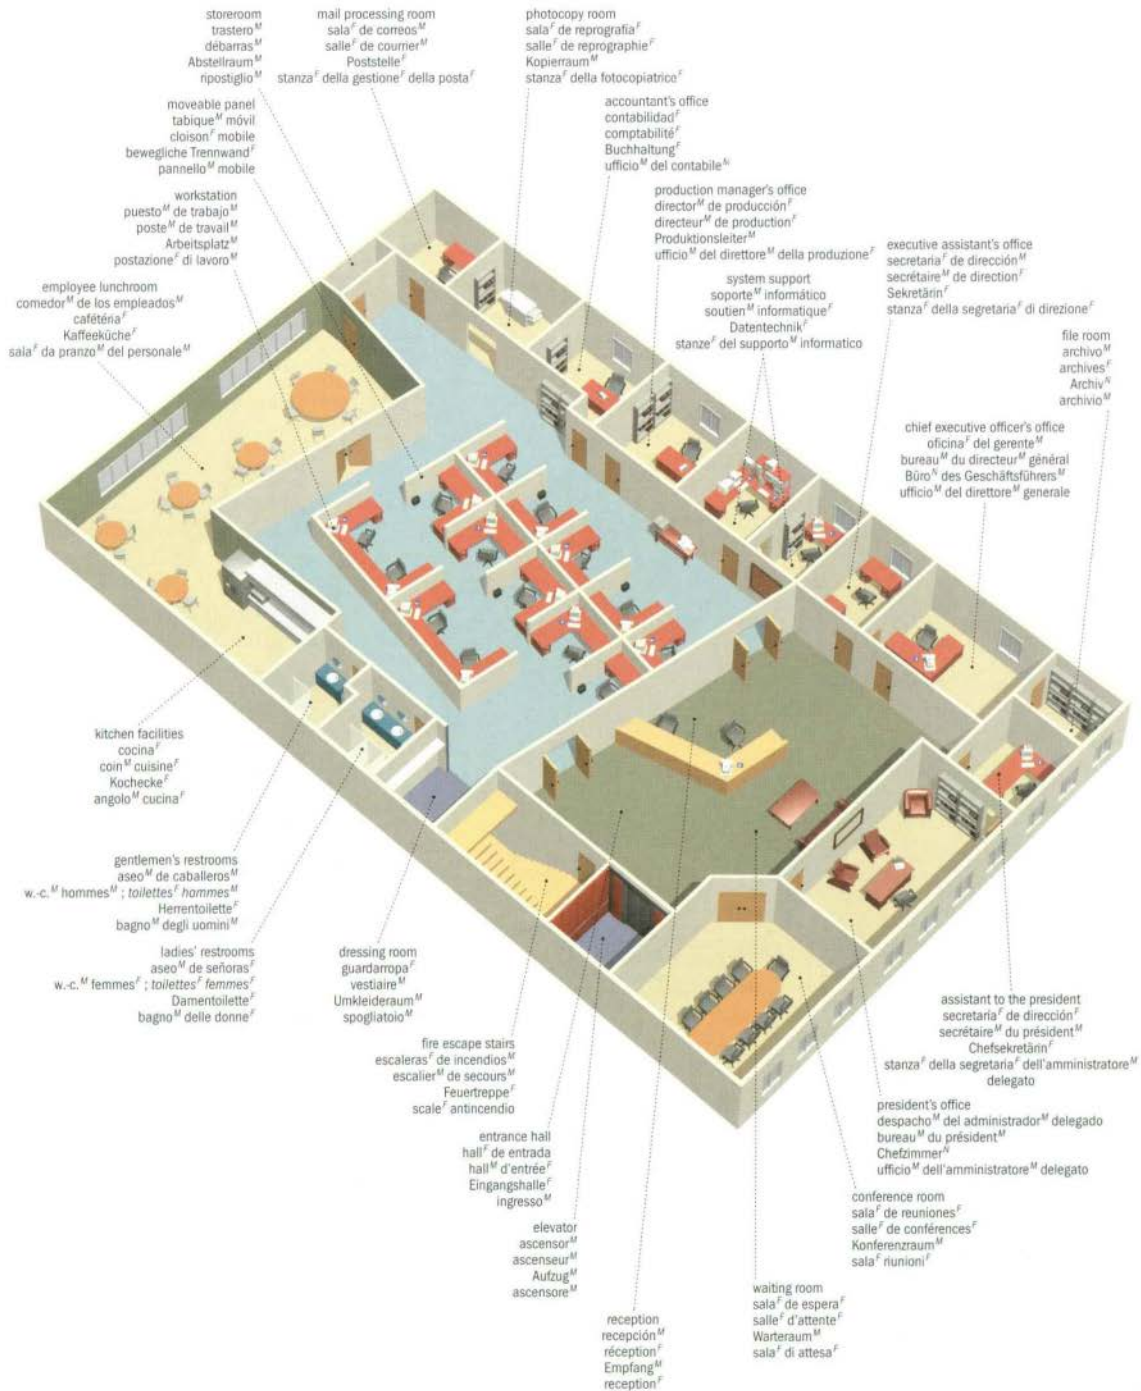 storeroom
trastero^M
débarras^M
Abstellraum^M
ripostiglio^M
mail processing room
sala^F de correos^M
salle^F de courrier^M
Poststelle^F
stanza^F della gestione^F della posta^F
photocopy room
sala^F de reprografía^F
salle^F de reprographie^F
Kopierraum^M
stanza^F della fotocopiatrice^F
moveable panel
tabique^M móvil
cloison^F mobile
bewegliche Trennwand^F
pannello^M mobile
accountant's office
contabilidad^F
comptabilité^F
Buchhaltung^F
ufficio^M del contabile^N
workstation
puesto^M de trabajo^M
poste^M de travail^M
Arbeitsplatz^M
postazione^F di lavoro^M
production manager's office
director^M de producción^F
directeur^M de production^F
Produktionsleiter^M
ufficio^M del direttore^M della produzione^F
executive assistant's office
secretaria^F de dirección^M
secrétaire^M de direction^F
Sekretärin^F
stanza^F della segretaria^F di direzione^F
employee lunchroom
comedor^M de los empleados^M
cafétéria^F
Kaffeeküche^F
sala^F da pranzo^M del personale^M
system support
soporte^M informático
soutien^M informatique^F
Datentechnik^F
stanze^F del supporto^M informatico
file room
archivo^M
archives^F
Archiv^N
archivio^M
chief executive officer's office
oficina^F del gerente^M
bureau^M du directeur^M général
Büro^N des Geschäftsführers^M
ufficio^M del direttore^M generale
kitchen facilities
cocina^F
coin^M cuisine^F
Kochecke^F
angolo^M cucina^F
gentlemen's restrooms
aseo^M de caballeros^M
w.-c.^M hommes^M ; toilettes^F hommes^M
Herrentoilette^F
bagno^M degli uomini^M
ladies' restrooms
aseo^M de señoras^F
w.-c.^M femmes^F ; toilettes^F femmes^F
Damentoilette^F
bagno^M delle donne^F
dressing room
guardarropa^F
vestiaire^M
Umkleideraum^M
spogliatoio^M
fire escape stairs
escaleras^F de incendios^M
escalier^M de secours^M
Feuertreppe^F
scale^F antincendio
entrance hall
hall^F de entrada
hall^M d'entrée^F
Eingangshalle^F
ingresso^M
elevator
ascensor^M
ascenseur^M
Aufzug^M
ascensore^M
reception
recepción^M
réception^F
Empfang^M
reception^F
waiting room
sala^F de espera^F
salle^F d'attente^F
Warteraum^M
sala^F di attesa^F
conference room
sala^F de reuniones^F
salle^F de conférences^F
Konferenzraum^M
sala^F riunioni^F
president's office
despacho^M del administrador^M delegado
bureau^M du président^M
Chefzimmer^N
ufficio^M dell'amministratore^M delegato
assistant to the president
secretaría^F de dirección^F
secrétaire^M du président^M
Chefsekretärin^F
stanza^F della segretaria^F dell'amministratore^M
delegato